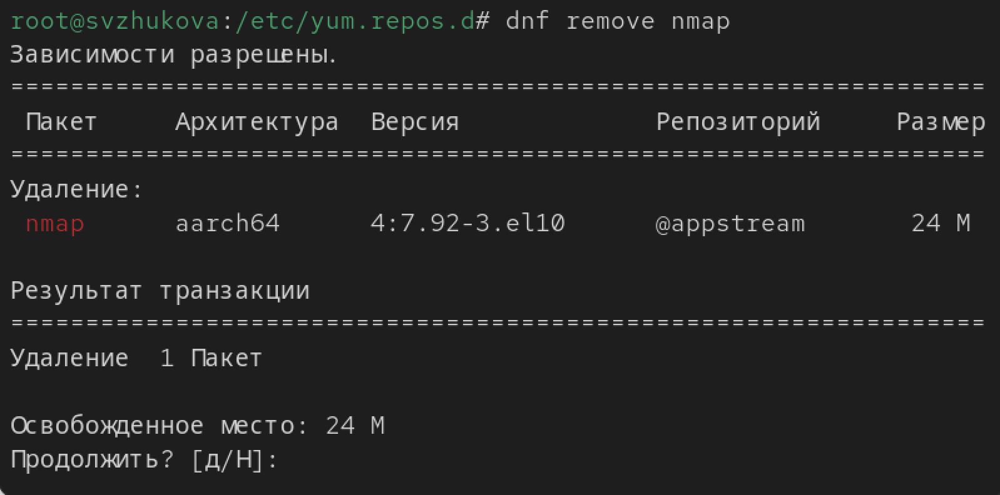 root@svzhukova:/etc/yum.repos.d# dnf remove nmap
Зависимости разрешены.
=================================================================
Пакет Архитектура Версия Репозиторий Размер
=================================================================
Удаление:
nmap aarch64 4:7.92-3.el10 @appstream 24 M
Результат транзакции
=================================================================
Удаление 1 Пакет
Освобожденное место: 24 M
Продолжить? [д/Н]: